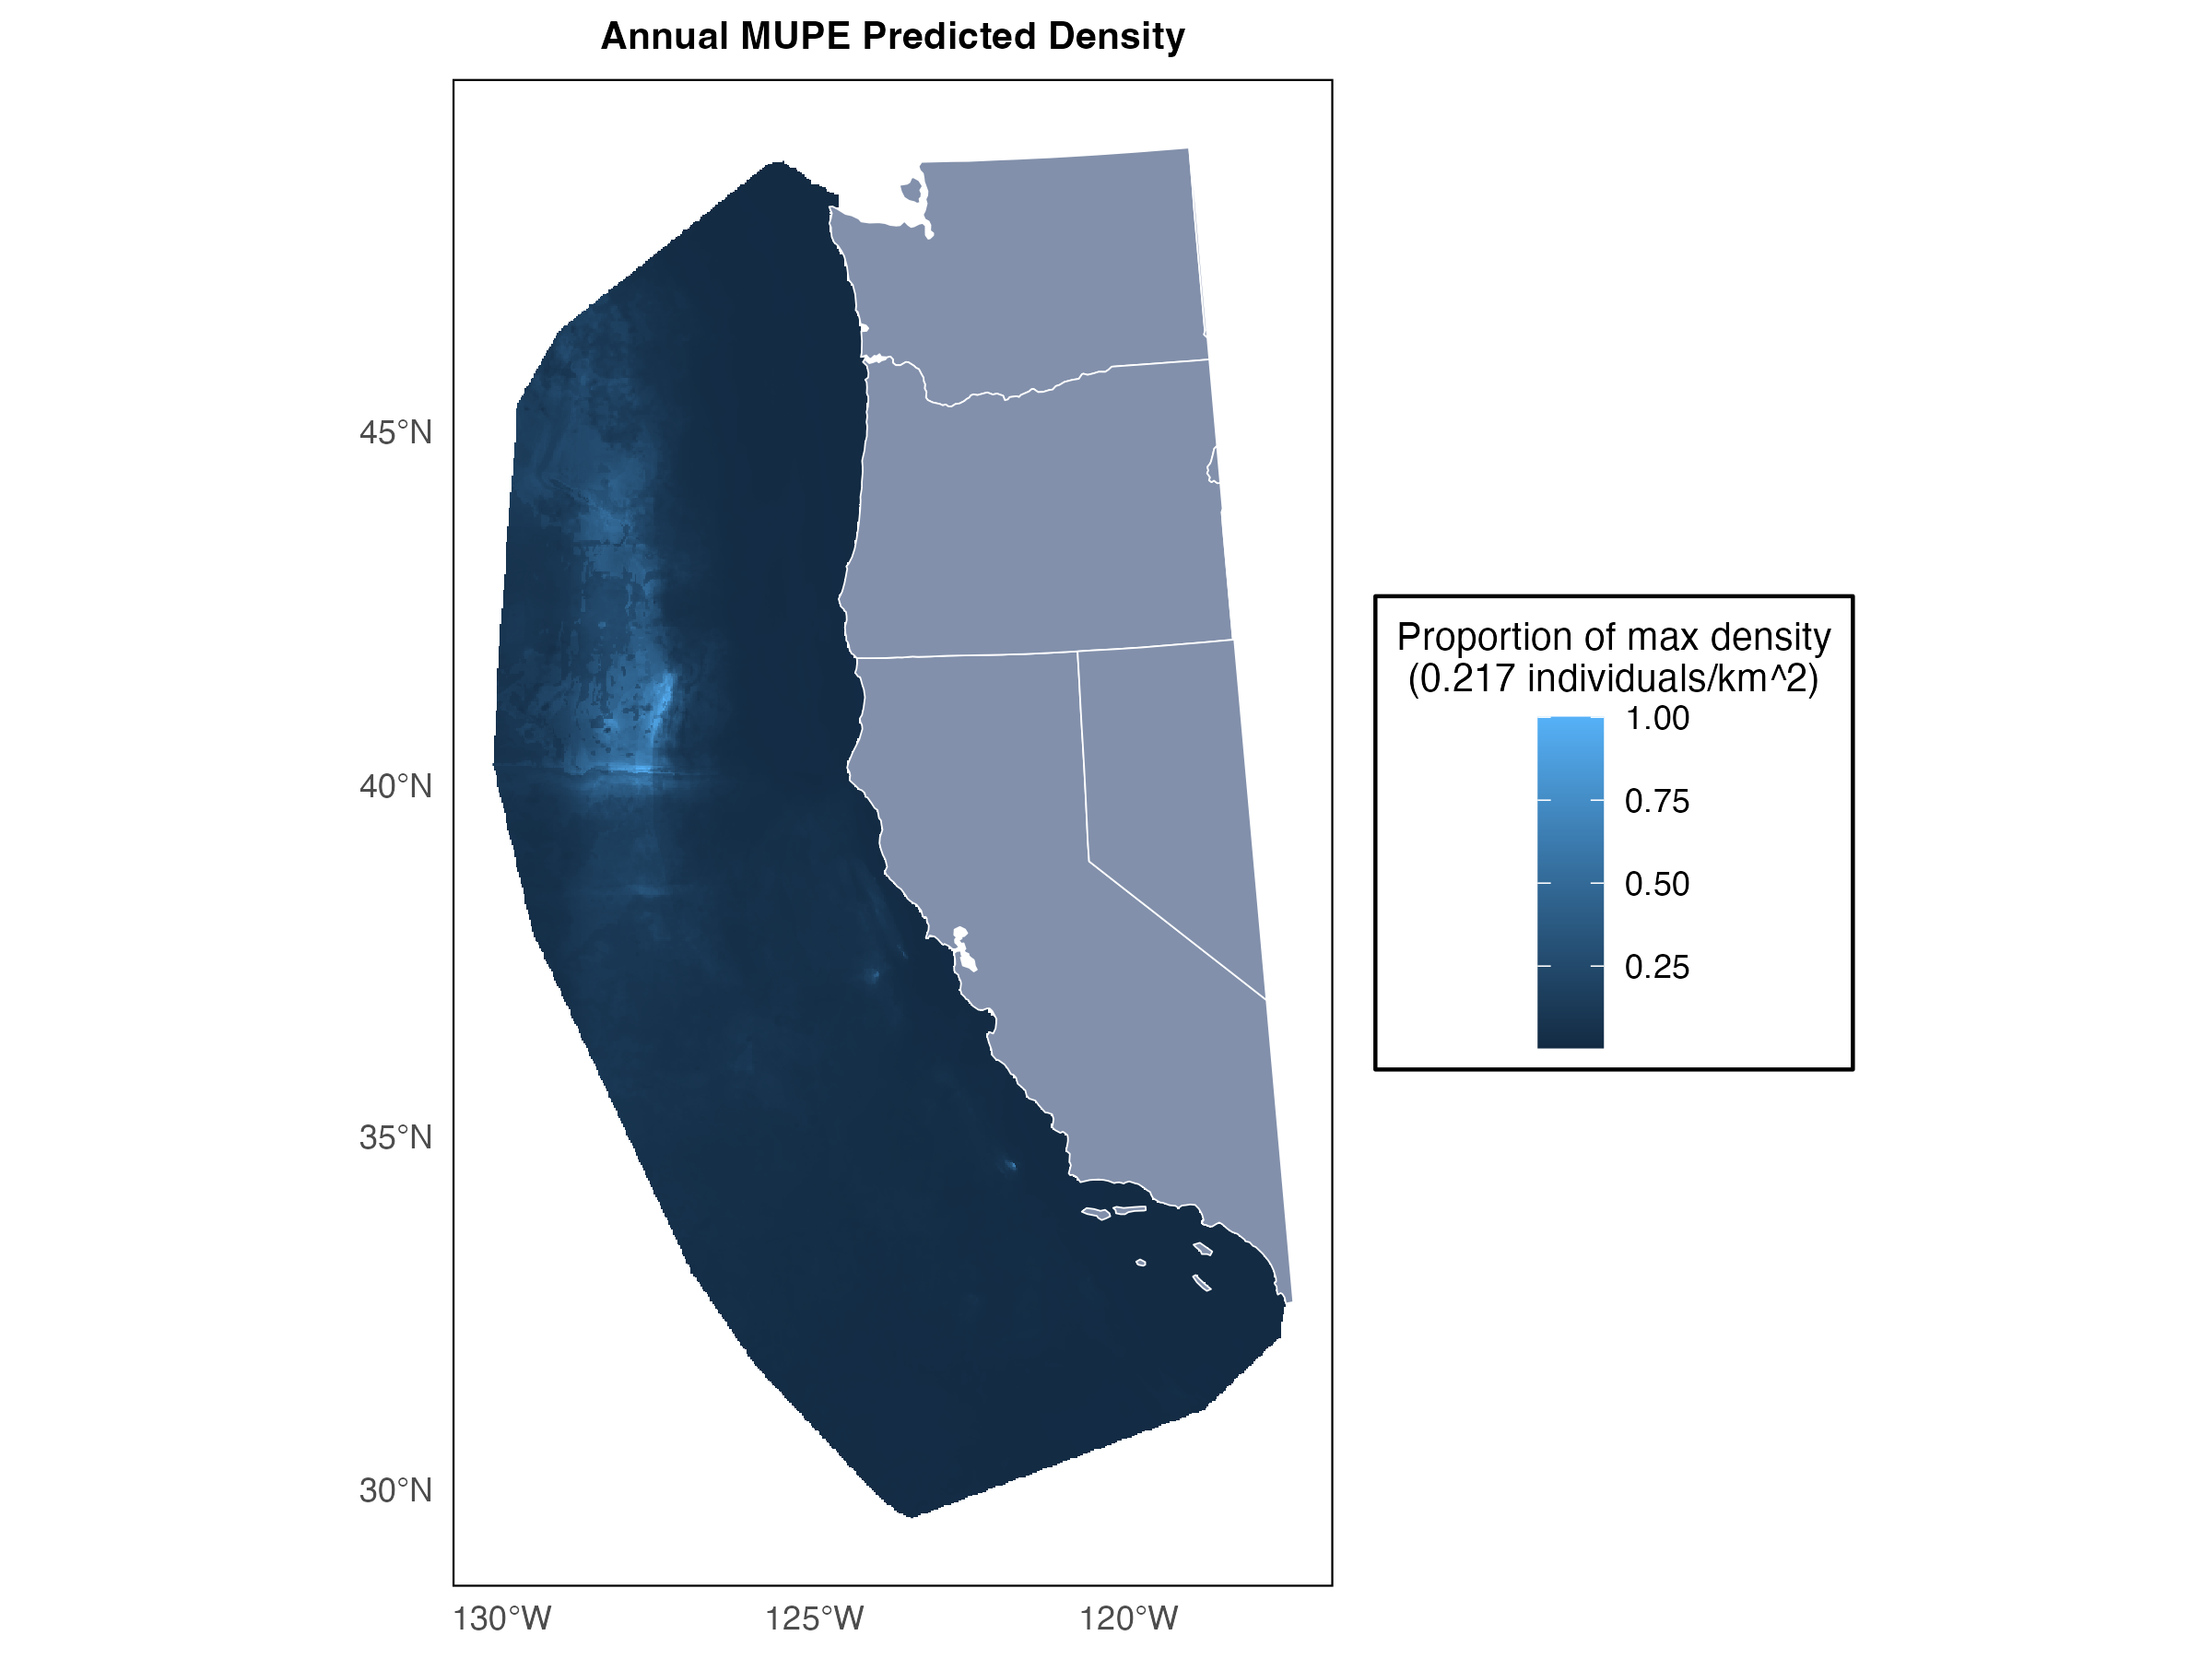 Annual MUPE Predicted Density
45°N
40°N
35°N
30°N
130°W
125°W
120°W
Proportion of max density
(0.217 individuals/km^2)
1.00
0.75
0.50
0.25